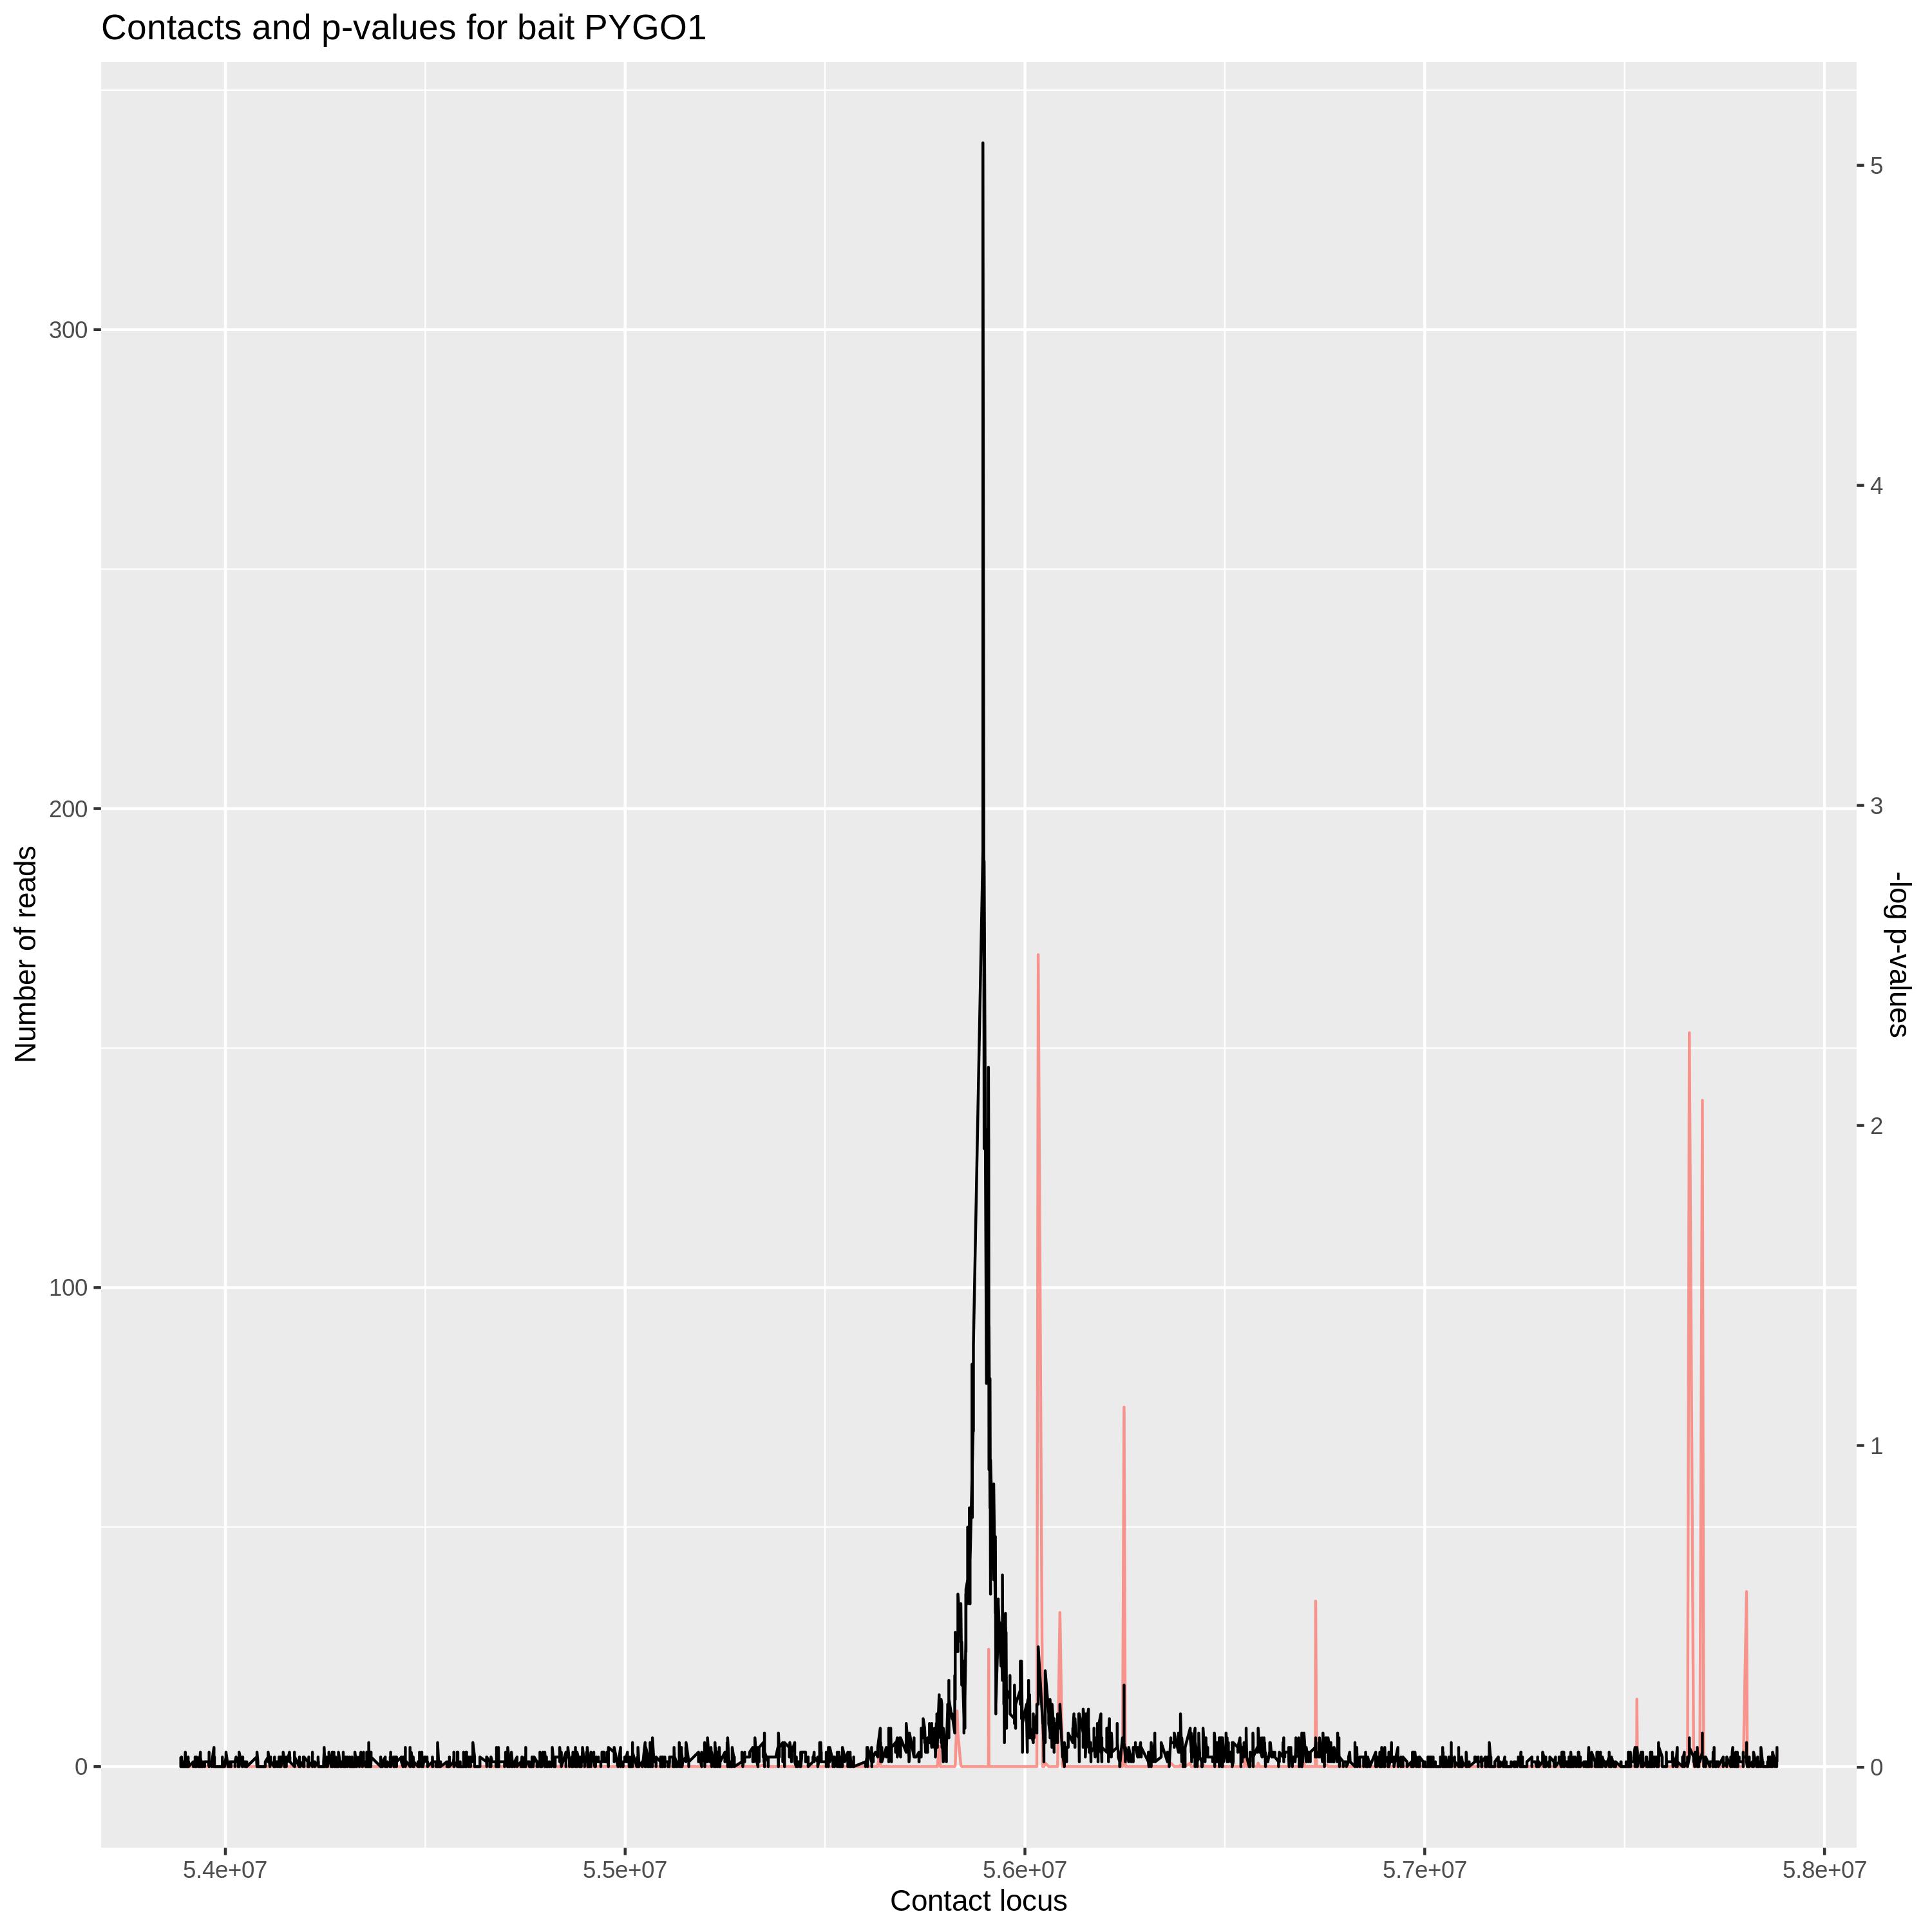 Contacts and p-values for bait PYGO1
300
200
100
0
Number of reads
5
4
3
2
1
0
-log p-values
5.4e+07 5.5e+07 5.6e+07 5.7e+07 5.8e+07
Contact locus